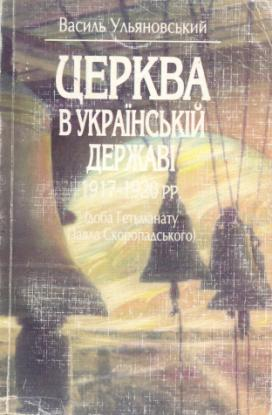 Василь Ульяновський
ЦЕРКВА
В УКРАЇНСЬКІЙ
ДЕРЖАВІ
1917-1920 рр.
(доба Гетьманату
Павла Скоропадського)